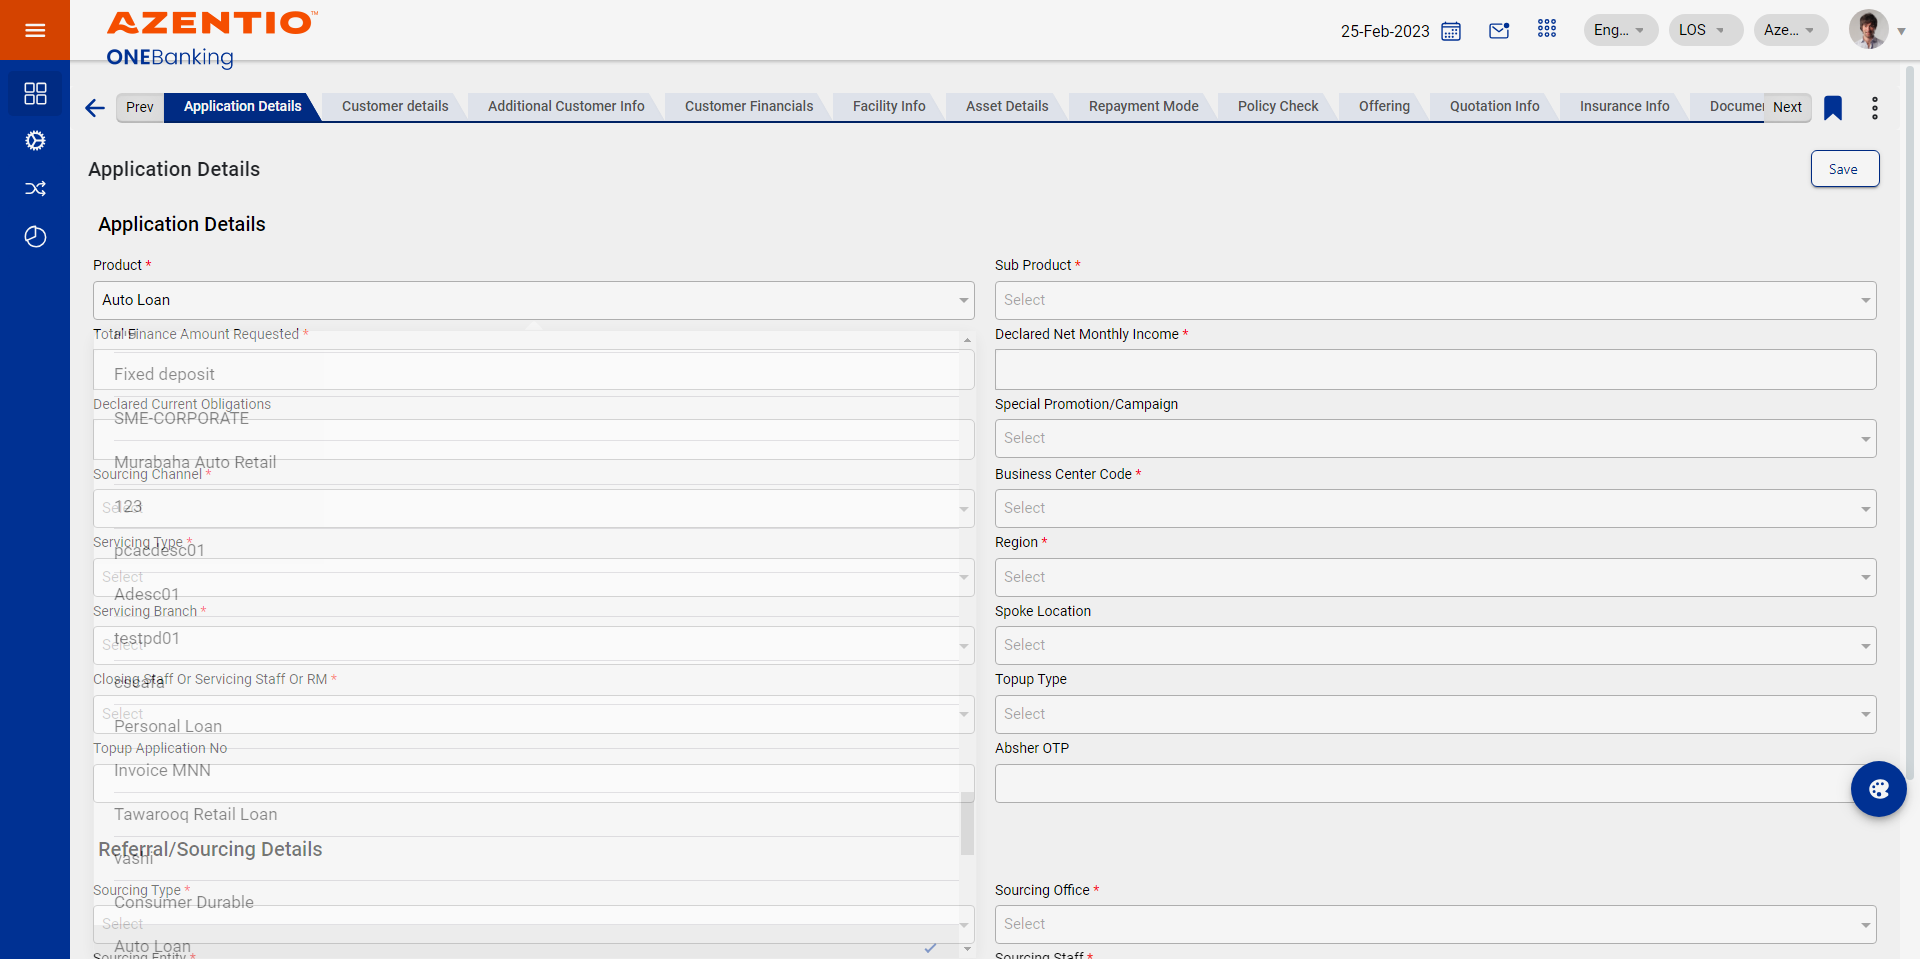 AZENTIO™
ONEBanking
25-Feb-2023
Eng...
LOS
Aze...
Prev
Application Details
Customer details
Additional Customer Info
Customer Financials
Facility Info
Asset Details
Repayment Mode
Policy Check
Offering
Quotation Info
Insurance Info
Documen
Next
Application Details
Save
Application Details
Product *
Sub Product *
Auto Loan
Select
Total Finance Amount Requested *
Declared Net Monthly Income *
Fixed deposit
Declared Current Obligations
Special Promotion/Campaign
SME-CORPORATE
Select
Murabaha Auto Retail
Sourcing Channel *
Business Center Code *
Select
123
Select
Servicing Type *
Region *
pcacdesc01
Select
Select
Adesc01
Servicing Branch *
Spoke Location
testpd01
Select
Select
Closing Staff Or Servicing Staff Or RM *
Topup Type
Select
Select
Personal Loan
Topup Application No
Absher OTP
Invoice MNN
Tawarooq Retail Loan
Referral/Sourcing Details
vashi
Sourcing Type *
Sourcing Office *
Consumer Durable
Select
Select
Auto Loan
Sourcing Entity *
Sourcing Staff *